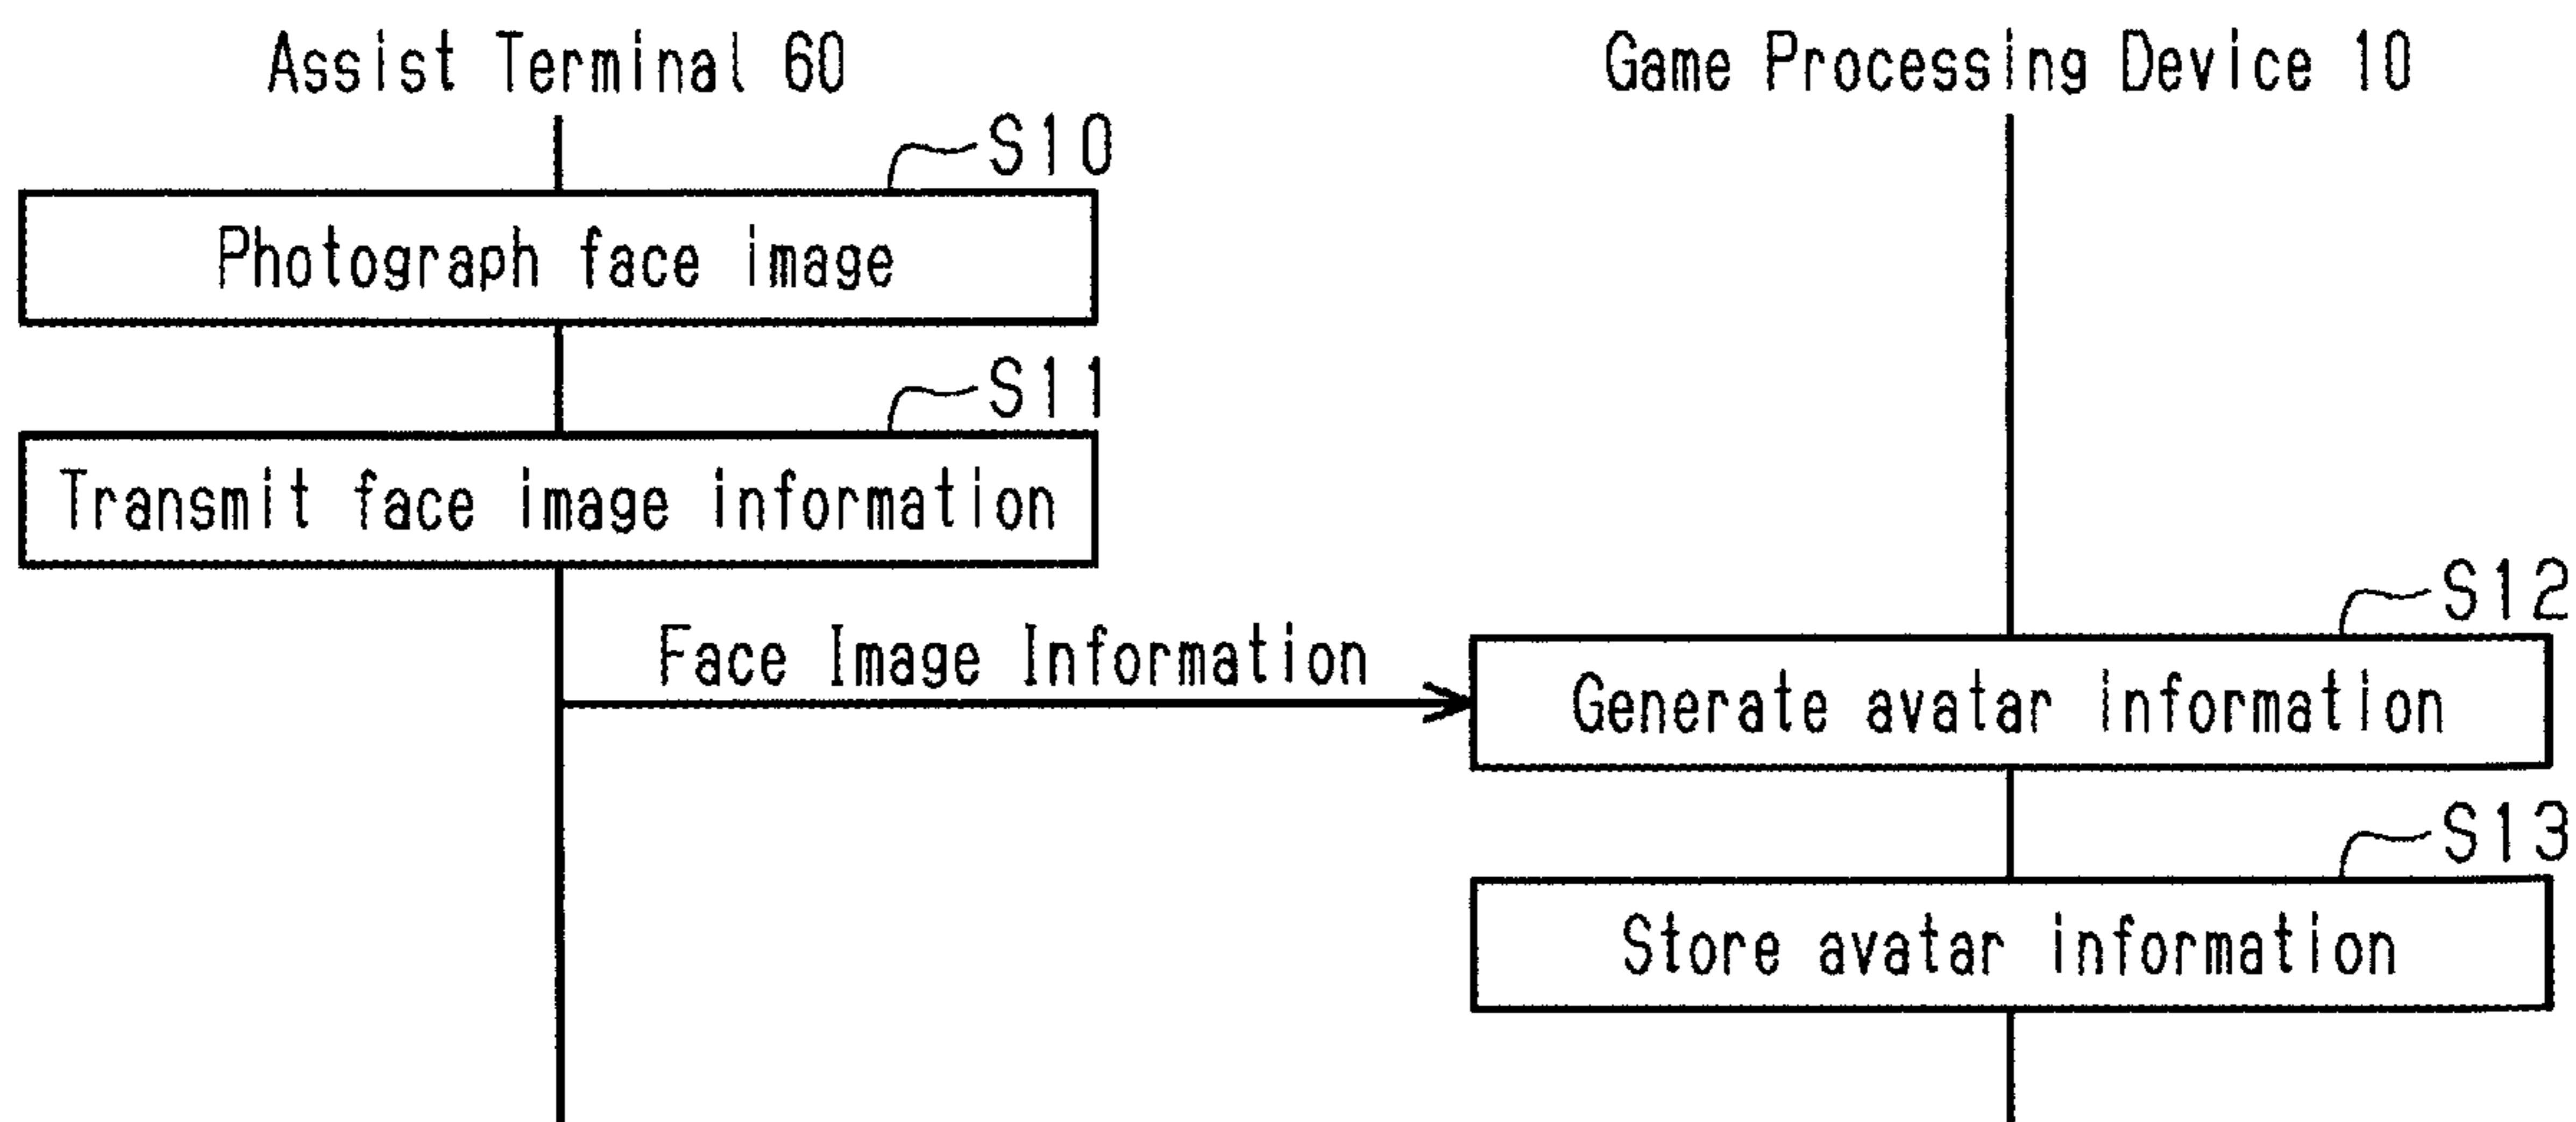 Assist Terminal 60
Game Processing Device 10
S10
Photograph face image
S11
Transmit face image information
S12
Face Image Information
Generate avatar information
S13
Store avatar information